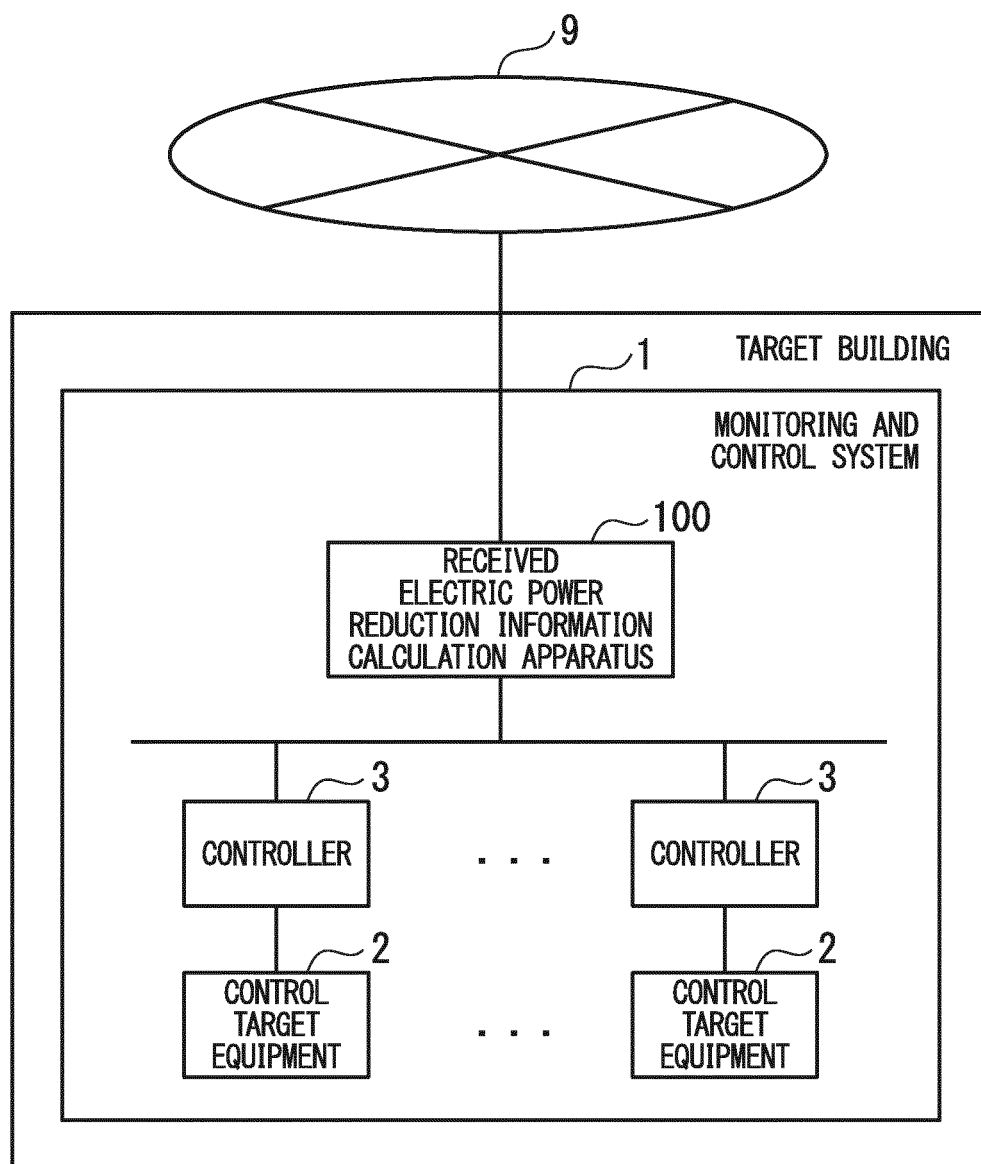 9
TARGET BUILDING
1
MONITORING AND
CONTROL SYSTEM
100
RECEIVED
ELECTRIC POWER
REDUCTION INFORMATION
CALCULATION APPARATUS
3
3
CONTROLLER
. . .
CONTROLLER
2
2
CONTROL
TARGET
EQUIPMENT
. . .
CONTROL
TARGET
EQUIPMENT